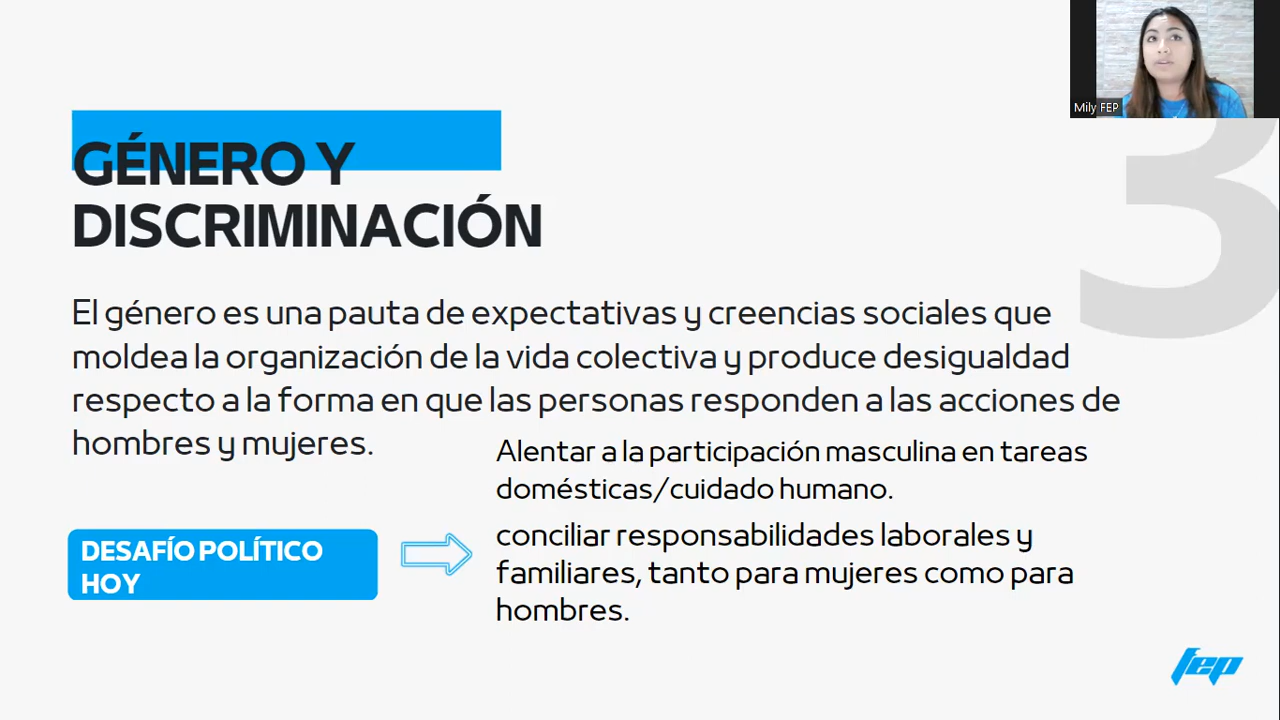 Mily FEP
3
GÉNERO Y
DISCRIMINACIÓN
El género es una pauta de expectativas y creencias sociales que
moldea la organización de la vida colectiva y produce desigualdad
respecto a la forma en que las personas responden a las acciones de
hombres y mujeres.
Alentar a la participación masculina en tareas
domésticas/cuidado humano.
DESAFÍO POLÍTICO
HOY
conciliar responsabilidades laborales y
familiares, tanto para mujeres como para
hombres.
fep